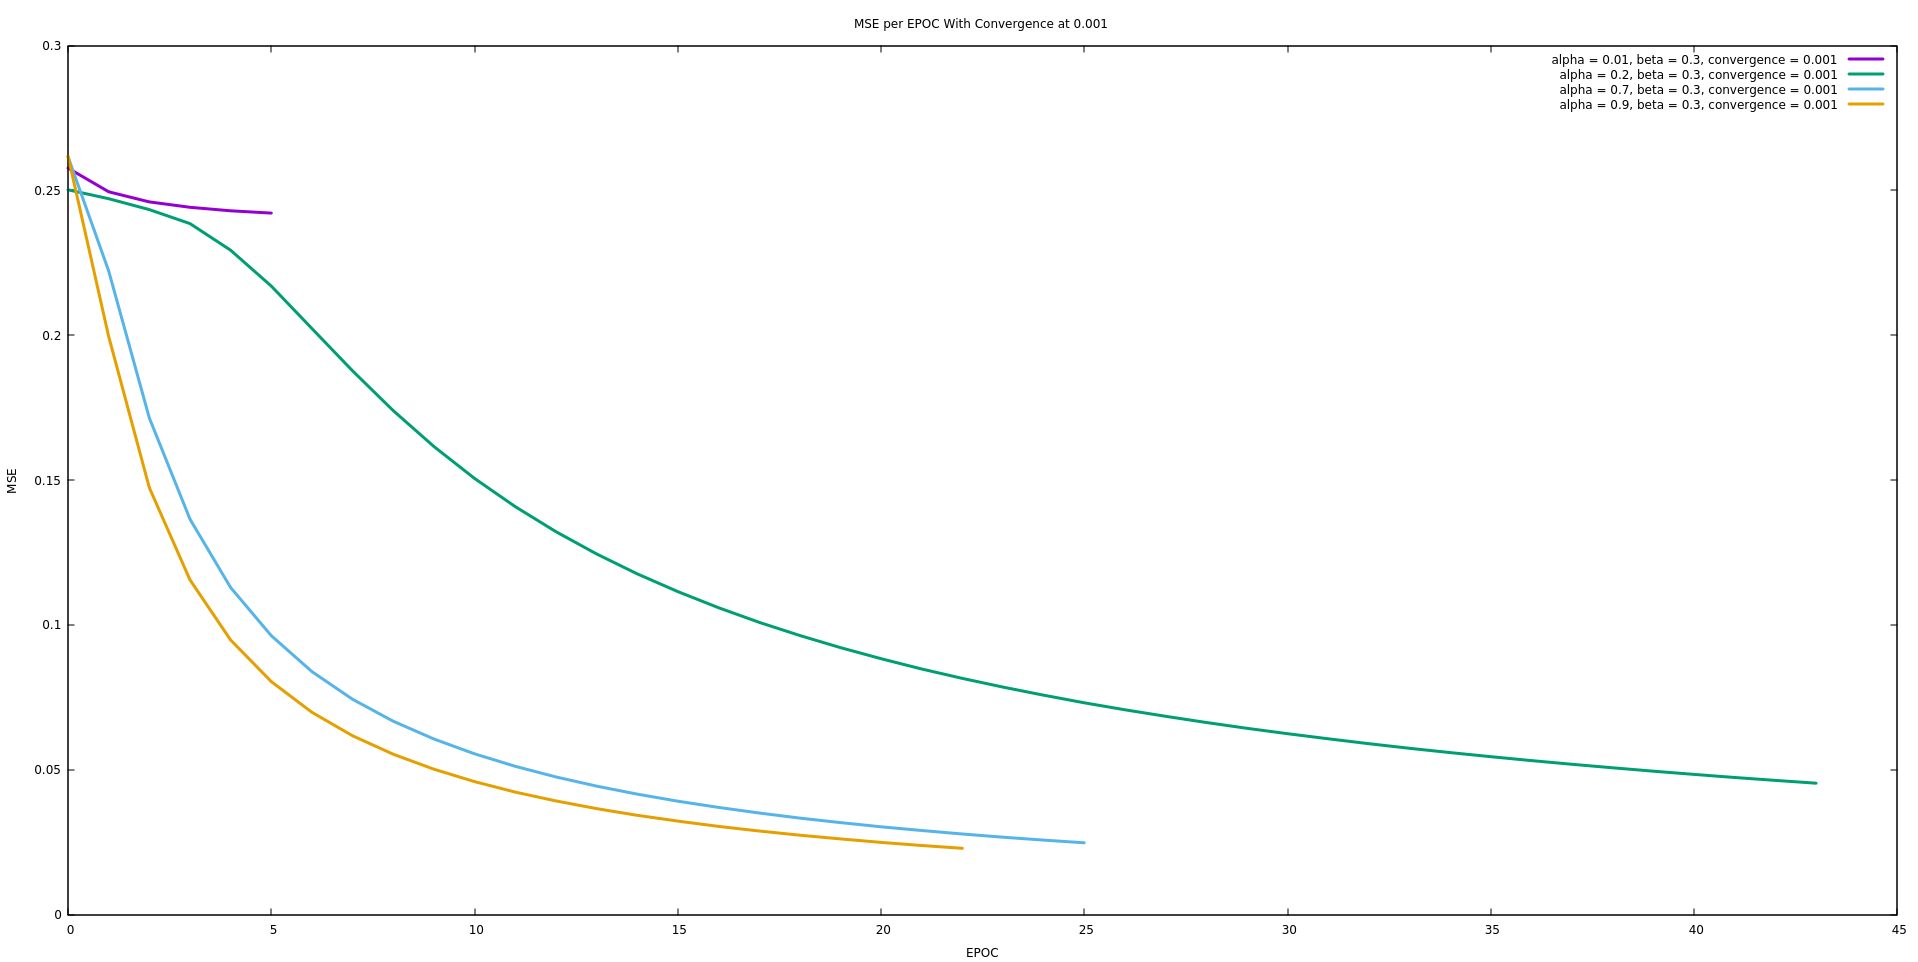 MSE per EPOC With Convergence at 0.001
0.3
alpha = 0.01, beta = 0.3, convergence = 0.001
alpha = 0.2, beta = 0.3, convergence = 0.001
alpha = 0.7, beta = 0.3, convergence = 0.001
alpha = 0.9, beta = 0.3, convergence = 0.001
0.25
0.2
0.15
MSE
0.1
0.05
0
0 5 10 15 20 25 30 35 40 45
EPOC